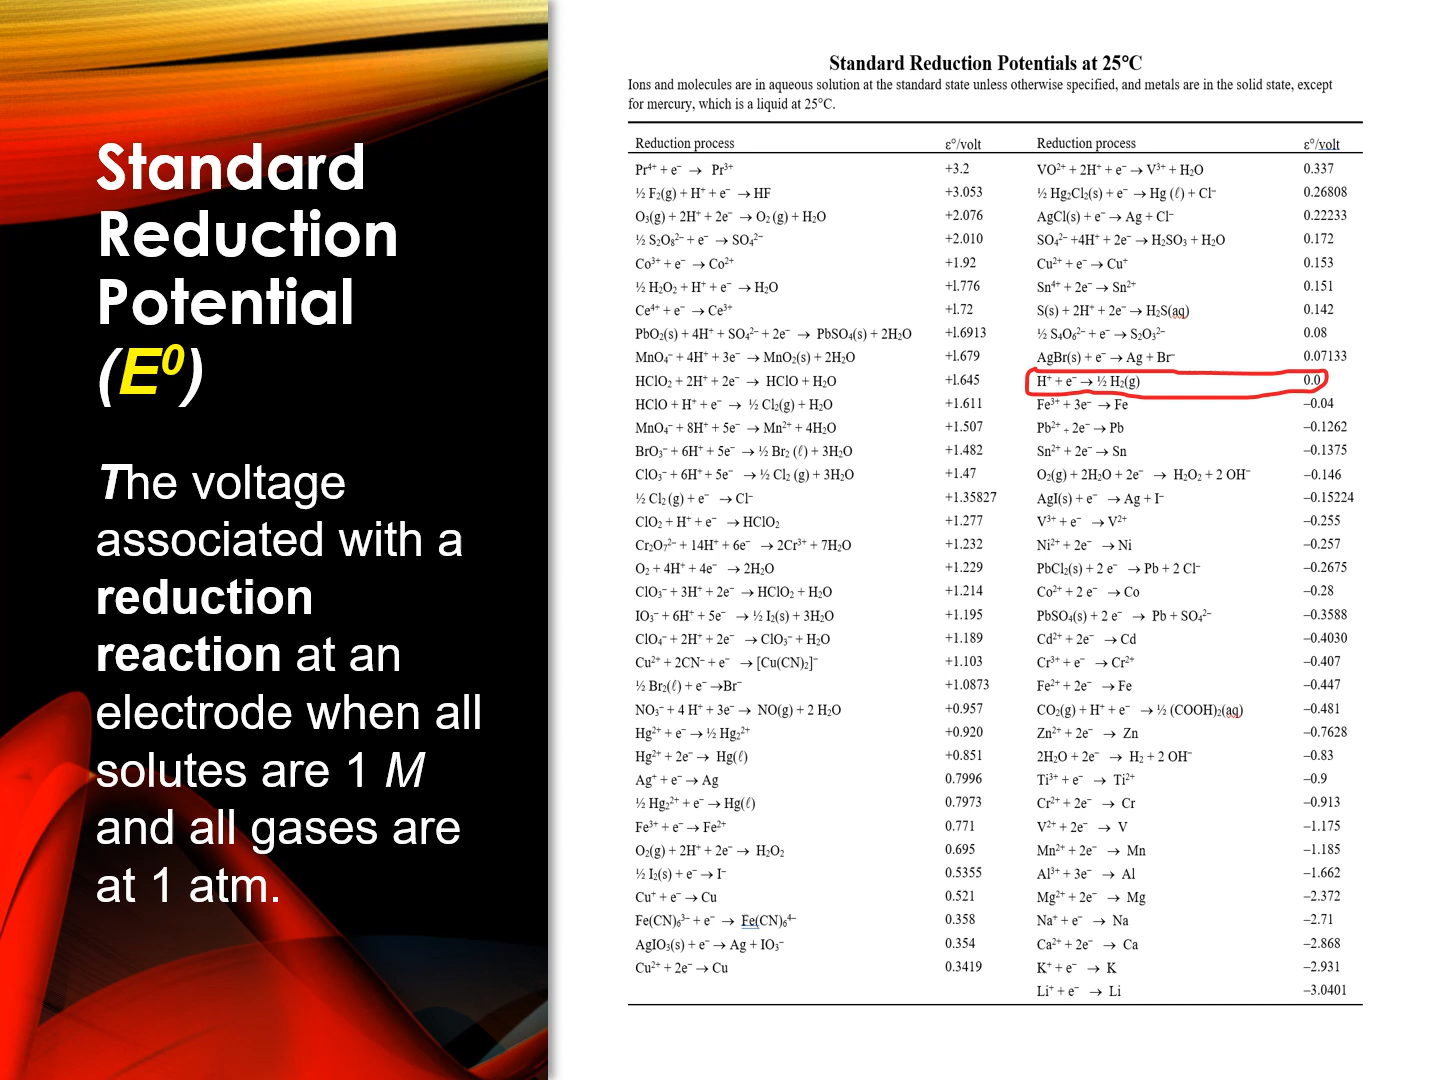 Standard
Reduction
Potential
(E⁰)
The voltage
associated with a
reduction
reaction at an
electrode when all
solutes are 1 M
and all gases are
at 1 atm.
Standard Reduction Potentials at 25°C
Ions and molecules are in aqueous solution at the standard state unless otherwise specified, and metals are in the solid state, except
for mercury, which is a liquid at 25°C.
Reduction process ε°/volt Reduction process ε°/volt
Pr⁴⁺ + e⁻ → Pr³⁺ +3.2 VO²⁺ + 2H⁺ + e⁻ → V³⁺ + H₂O 0.337
½ F₂(g) + H⁺ + e⁻ → HF +3.053 ½ Hg₂Cl₂(s) + e⁻ → Hg (ℓ) + Cl⁻ 0.26808
O₃(g) + 2H⁺ + 2e⁻ → O₂ (g) + H₂O +2.076 AgCl(s) + e⁻ → Ag + Cl⁻ 0.22233
½ S₂O₈²⁻ + e⁻ → SO₄²⁻ +2.010 SO₄²⁻ +4H⁺ + 2e⁻ → H₂SO₃ + H₂O 0.172
Co³⁺ + e⁻ → Co²⁺ +1.92 Cu²⁺ + e⁻ → Cu⁺ 0.153
½ H₂O₂ + H⁺ + e⁻ → H₂O +l.776 Sn⁴⁺ + 2e⁻ → Sn²⁺ 0.151
Ce⁴⁺ + e⁻ → Ce³⁺ +l.72 S(s) + 2H⁺ + 2e⁻ → H₂S(aq) 0.142
PbO₂(s) + 4H⁺ + SO₄²⁻ + 2e⁻ → PbSO₄(s) + 2H₂O +l.6913 ½ S₄O₆²⁻ + e⁻ → S₂O₃²⁻ 0.08
MnO₄⁻ + 4H⁺ + 3e⁻ → MnO₂(s) + 2H₂O +l.679 AgBr(s) + e⁻ → Ag + Br⁻ 0.07133
HClO₂ + 2H⁺ + 2e⁻ → HClO + H₂O +l.645 H⁺ + e⁻ → ½ H₂(g) 0.0
HClO + H⁺ + e⁻ → ½ Cl₂(g) + H₂O +1.611 Fe³⁺ + 3e⁻ → Fe –0.04
MnO₄⁻ + 8H⁺ + 5e⁻ → Mn²⁺ + 4H₂O +1.507 Pb²⁺ + 2e⁻ → Pb –0.1262
BrO₃⁻ + 6H⁺ + 5e⁻ → ½ Br₂ (ℓ) + 3H₂O +1.482 Sn²⁺ + 2e⁻ → Sn –0.1375
ClO₃⁻ + 6H⁺ + 5e⁻ → ½ Cl₂ (g) + 3H₂O +1.47 O₂(g) + 2H₂O + 2e⁻ → H₂O₂ + 2 OH⁻ –0.146
½ Cl₂ (g) + e⁻ → Cl⁻ +1.35827 AgI(s) + e⁻ → Ag + I⁻ –0.15224
ClO₂ + H⁺ + e⁻ → HClO₂ +1.277 V³⁺ + e⁻ → V²⁺ –0.255
Cr₂O₇²⁻ + 14H⁺ + 6e⁻ → 2Cr³⁺ + 7H₂O +1.232 Ni²⁺ + 2e⁻ → Ni –0.257
O₂ + 4H⁺ + 4e⁻ → 2H₂O +1.229 PbCl₂(s) + 2 e⁻ → Pb + 2 Cl⁻ –0.2675
ClO₃⁻ + 3H⁺ + 2e⁻ → HClO₂ + H₂O +1.214 Co²⁺ + 2 e⁻ → Co –0.28
IO₃⁻ + 6H⁺ + 5e⁻ → ½ I₂(s) + 3H₂O +1.195 PbSO₄(s) + 2 e⁻ → Pb + SO₄²⁻ –0.3588
ClO₄⁻ + 2H⁺ + 2e⁻ → ClO₃⁻ + H₂O +1.189 Cd²⁺ + 2e⁻ → Cd –0.4030
Cu²⁺ + 2CN⁻ + e⁻ → [Cu(CN)₂]⁻ +1.103 Cr³⁺ + e⁻ → Cr²⁺ –0.407
½ Br₂(ℓ) + e⁻ →Br⁻ +1.0873 Fe²⁺ + 2e⁻ → Fe –0.447
NO₃⁻ + 4 H⁺ + 3e⁻ → NO(g) + 2 H₂O +0.957 CO₂(g) + H⁺ + e⁻ → ½ (COOH)₂(aq) –0.481
Hg²⁺ + e⁻ → ½ Hg₂²⁺ +0.920 Zn²⁺ + 2e⁻ → Zn –0.7628
Hg²⁺ + 2e⁻ → Hg(ℓ) +0.851 2H₂O + 2e⁻ → H₂ + 2 OH⁻ –0.83
Ag⁺ + e⁻ → Ag 0.7996 Ti³⁺ + e⁻ → Ti²⁺ –0.9
½ Hg₂²⁺ + e⁻ → Hg(ℓ) 0.7973 Cr²⁺ + 2e⁻ → Cr –0.913
Fe³⁺ + e⁻ → Fe²⁺ 0.771 V²⁺ + 2e⁻ → V –1.175
O₂(g) + 2H⁺ + 2e⁻ → H₂O₂ 0.695 Mn²⁺ + 2e⁻ → Mn –1.185
½ I₂(s) + e⁻ → I⁻ 0.5355 Al³⁺ + 3e⁻ → Al –1.662
Cu⁺ + e⁻ → Cu 0.521 Mg²⁺ + 2e⁻ → Mg –2.372
Fe(CN)₆³⁻ + e⁻ → Fe(CN)₆⁴⁻ 0.358 Na⁺ + e⁻ → Na –2.71
AgIO₃(s) + e⁻ → Ag + IO₃⁻ 0.354 Ca²⁺ + 2e⁻ → Ca –2.868
Cu²⁺ + 2e⁻ → Cu 0.3419 K⁺ + e⁻ → K –2.931
Li⁺ + e⁻ → Li –3.0401